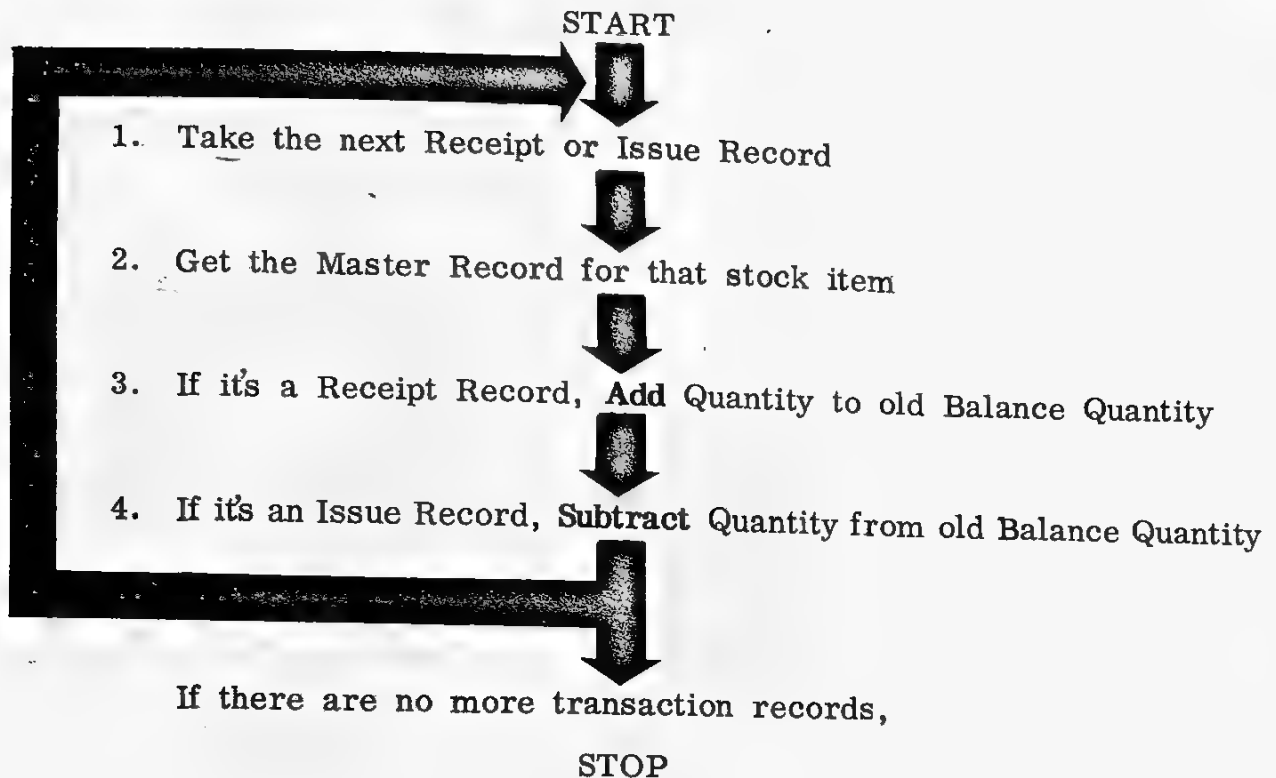 START
1. Take the next Receipt or Issue Record
2. Get the Master Record for that stock item
3. If it's a Receipt Record, Add Quantity to old Balance Quantity
4. If it's an Issue Record, Subtract Quantity from old Balance Quantity
If there are no more transaction records,
STOP